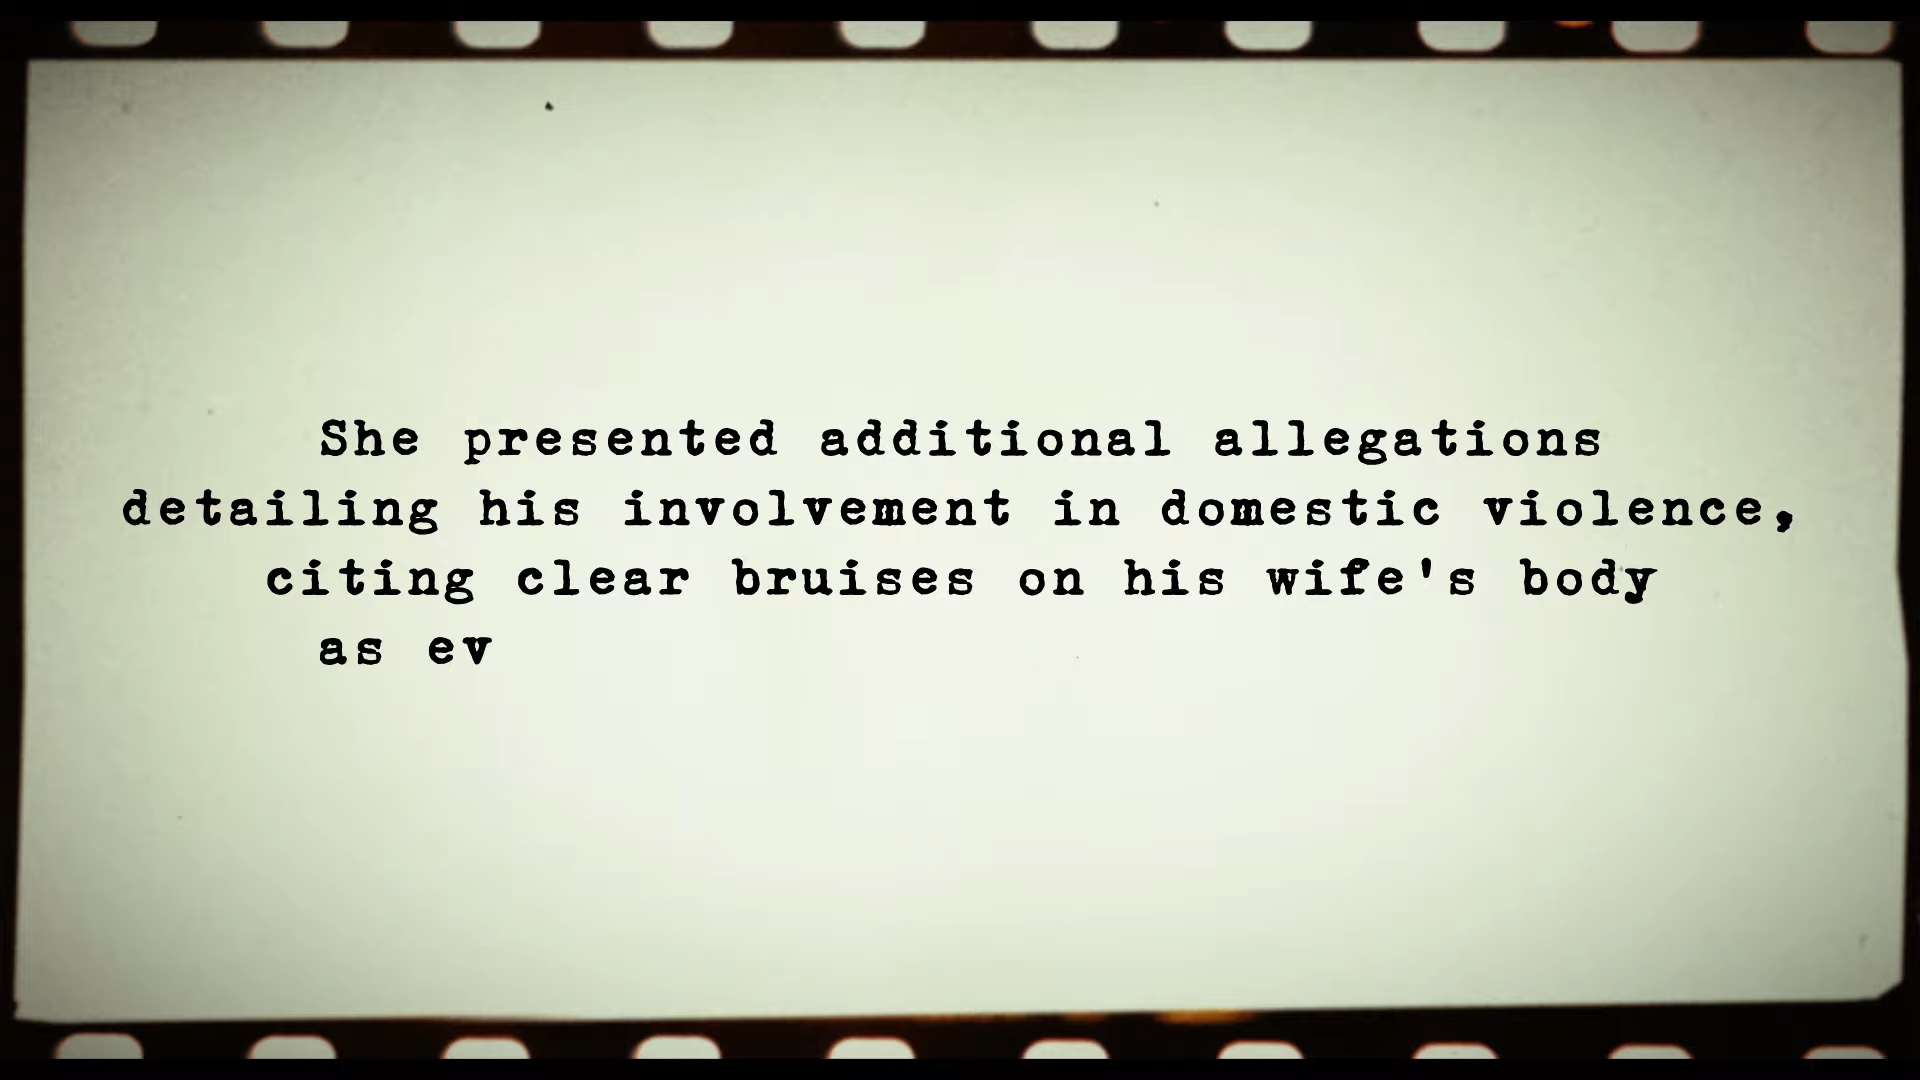 She presented additional allegations
detailing his involvement in domestic violence,
citing clear bruises on his wife's body
as ev